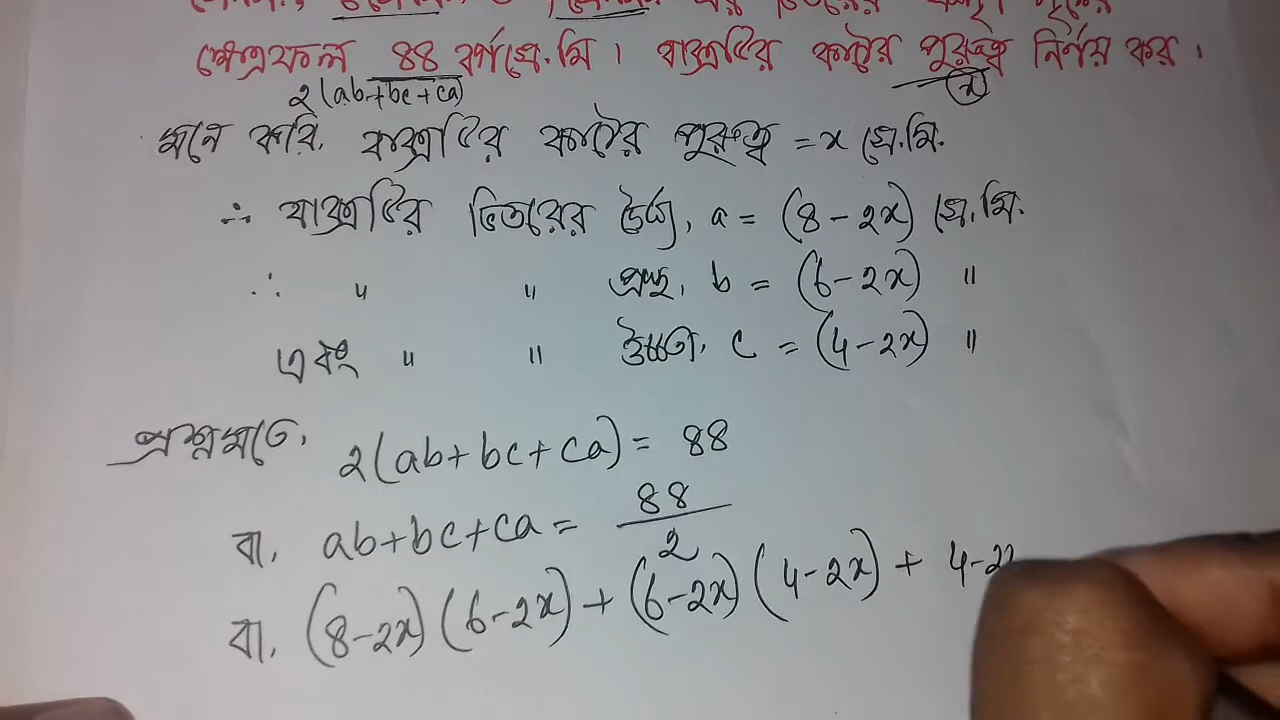 ক্ষেত্রফল 88 বর্গসে.মি। বাক্সটির কাঠের পুরুত্ব নির্ণয় কর।
2(ab+bc+ca) x
মনে করি, বাক্সটির কাঠের পুরুত্ব = x সে.মি.
∴ বাক্সটির ভিতরের দৈর্ঘ্য, a = (8-2x) সে.মি.
∴ " " প্রস্থ, b = (6-2x) "
এবং " " উচ্চতা, c = (4-2x) "
প্রশ্নমতে, 2(ab+bc+ca) = 88
বা, ab+bc+ca = 88/2
বা, (8-2x)(6-2x) + (6-2x)(4-2x) + 4-2x